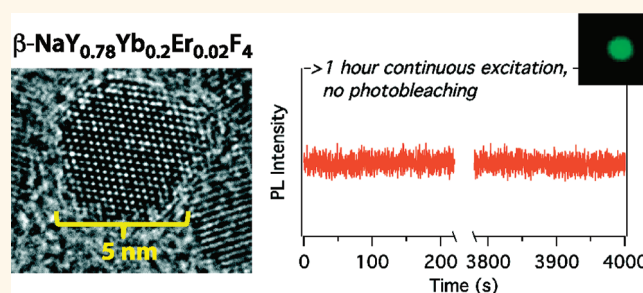 β-NaY0.78Yb0.2Er0.02F4
5 nm
->1 hour continuous excitation,
no photobleaching
PL Intensity
0 100 200 3800 3900 4000
Time (s)